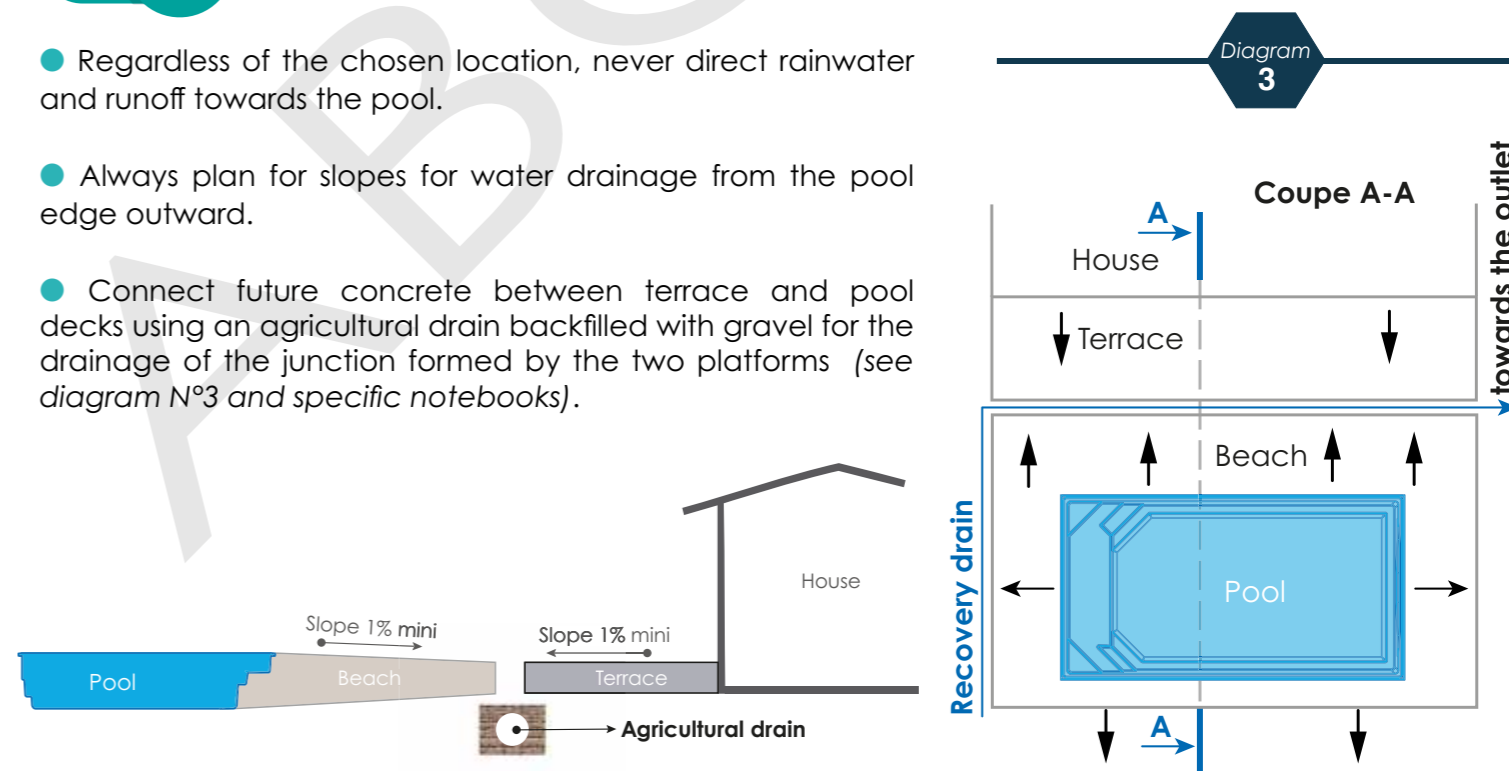 ● Regardless of the chosen location, never direct rainwater
and runoff towards the pool.
● Always plan for slopes for water drainage from the pool
edge outward.
● Connect future concrete between terrace and pool
decks using an agricultural drain backfilled with gravel for the
drainage of the junction formed by the two platforms (see
diagram N°3 and specific notebooks).
Slope 1% mini
Slope 1% mini
House
Pool
Beach
Terrace
Agricultural drain
Diagram
3
Coupe A-A
A
House
Terrace
towards the outlet
Beach
Recovery drain
Pool
A
ABC